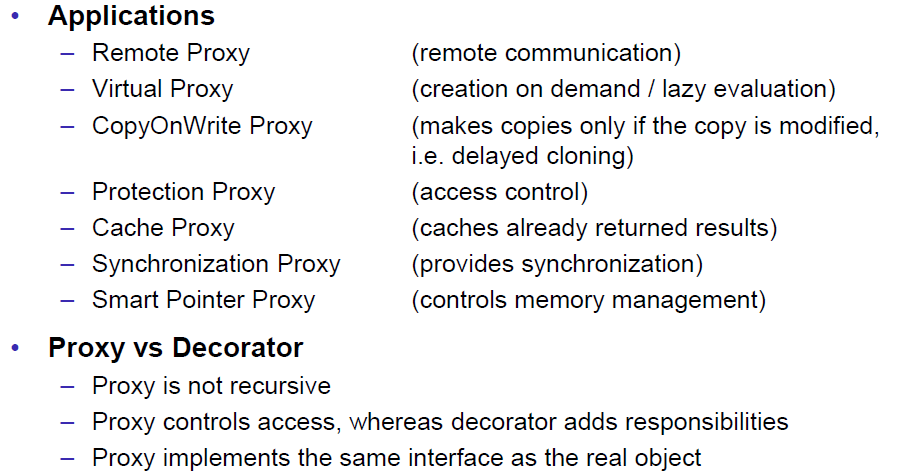 • Applications
– Remote Proxy (remote communication)
– Virtual Proxy (creation on demand / lazy evaluation)
– CopyOnWrite Proxy (makes copies only if the copy is modified,
i.e. delayed cloning)
– Protection Proxy (access control)
– Cache Proxy (caches already returned results)
– Synchronization Proxy (provides synchronization)
– Smart Pointer Proxy (controls memory management)
• Proxy vs Decorator
– Proxy is not recursive
– Proxy controls access, whereas decorator adds responsibilities
– Proxy implements the same interface as the real object